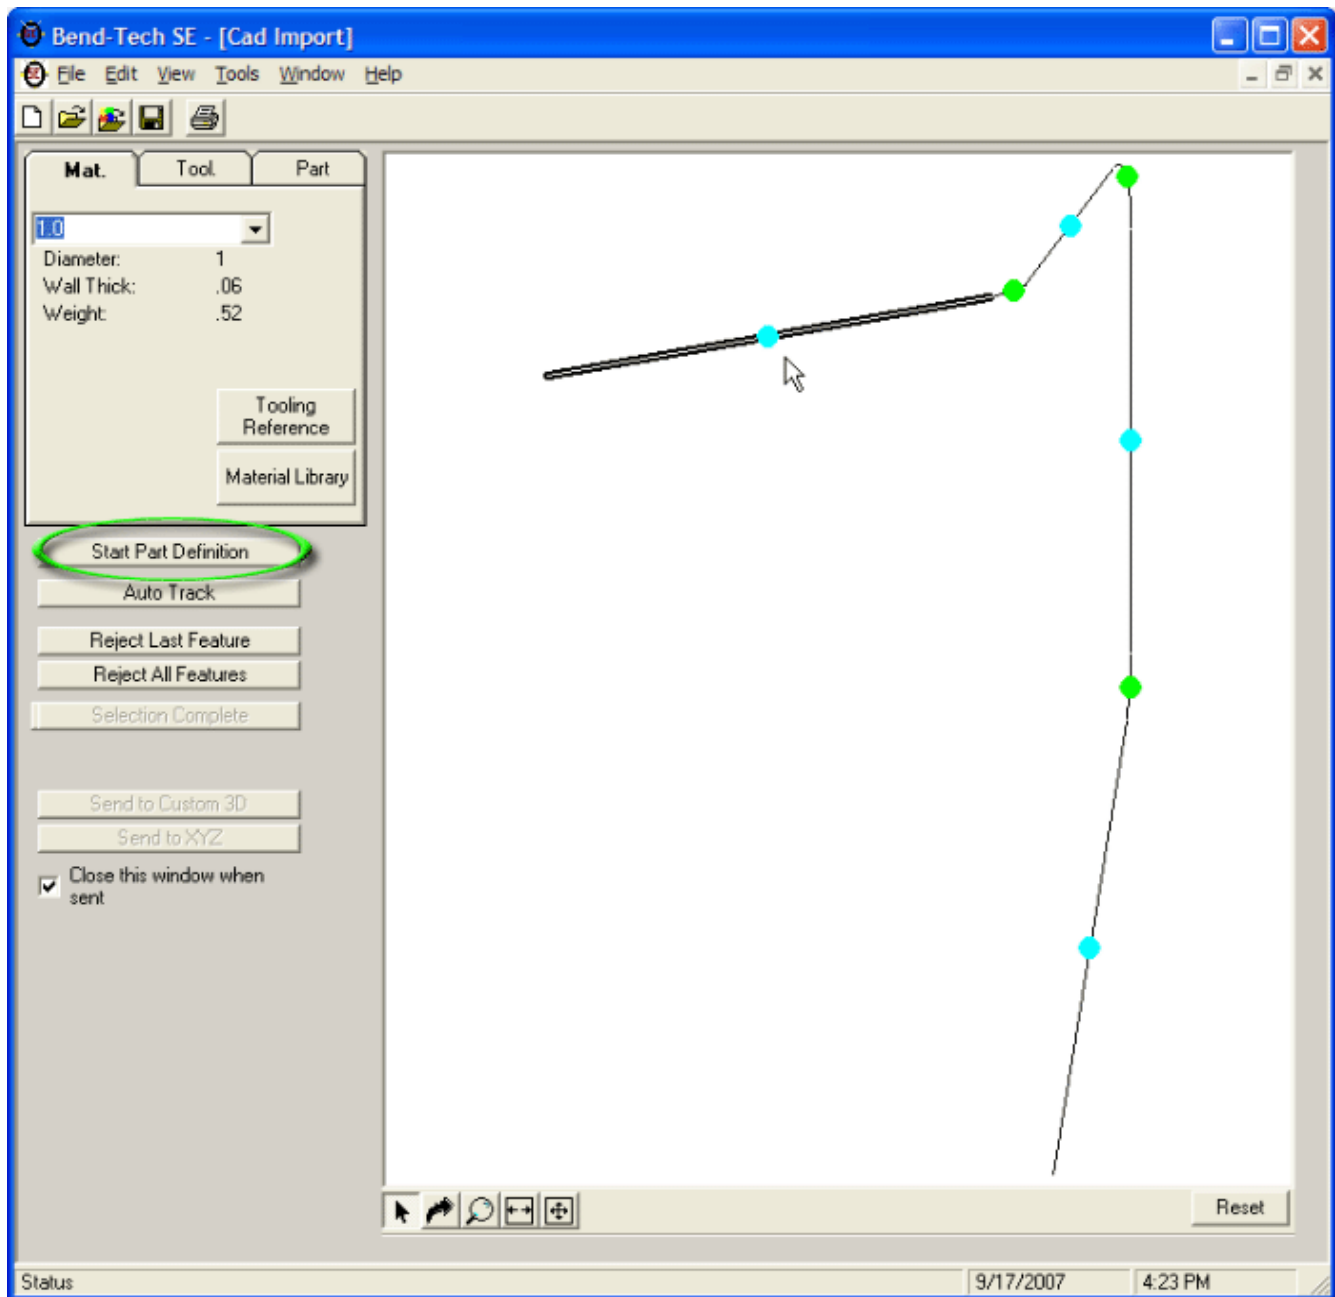 Bend-Tech SE - [Cad Import]
File Edit View Tools Window Help
Mat. Tool. Part
1.0
Diameter: 1
Wall Thick: .06
Weight: .52
Tooling
Reference
Material Library
Start Part Definition
Auto Track
Reject Last Feature
Reject All Features
Selection Complete
Send to Custom 3D
Send to XYZ
Close this window when
sent
Reset
Status 9/17/2007 4:23 PM